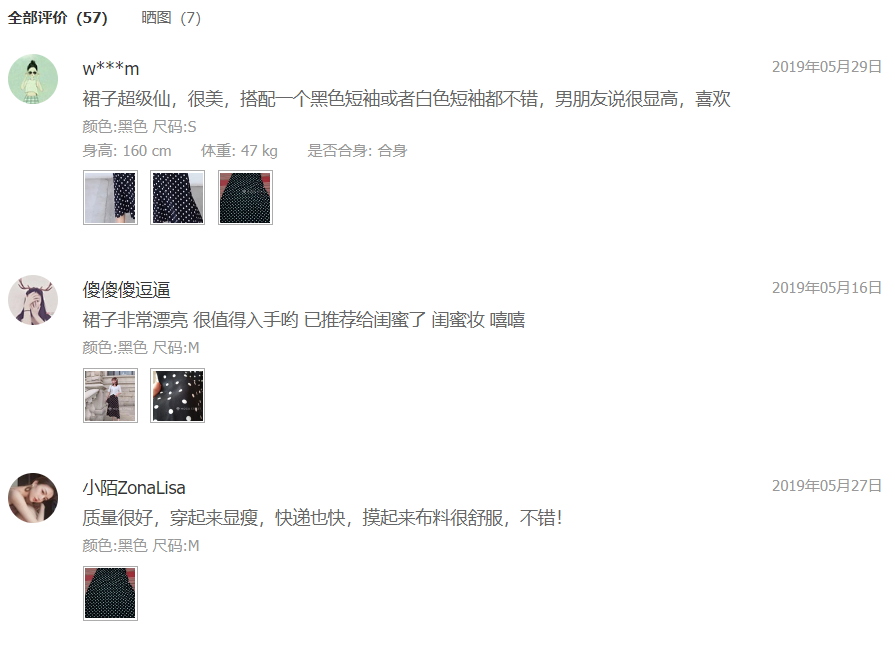 全部评价（57） 晒图（7）
w***m 2019年05月29日
裙子超级仙，很美，搭配一个黑色短袖或者白色短袖都不错，男朋友说很显高，喜欢
颜色:黑色 尺码:S
身高: 160 cm 体重: 47 kg 是否合身: 合身
傻傻傻逗逼 2019年05月16日
裙子非常漂亮 很值得入手哟 已推荐给闺蜜了 闺蜜妆 嘻嘻
颜色:黑色 尺码:M
小陌ZonaLisa 2019年05月27日
质量很好，穿起来显瘦，快递也快，摸起来布料很舒服，不错！
颜色:黑色 尺码:M